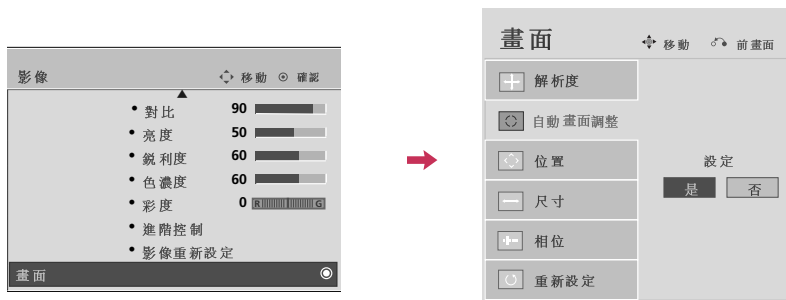 影像 移動 確認
對比 90
亮度 50
銳利度 60
色濃度 60
彩度 0 R G
進階控制
影像重新設定
畫面
畫面 移動 前畫面
解析度
自動畫面調整
位置
尺寸
相位
重新設定
設定
是 否